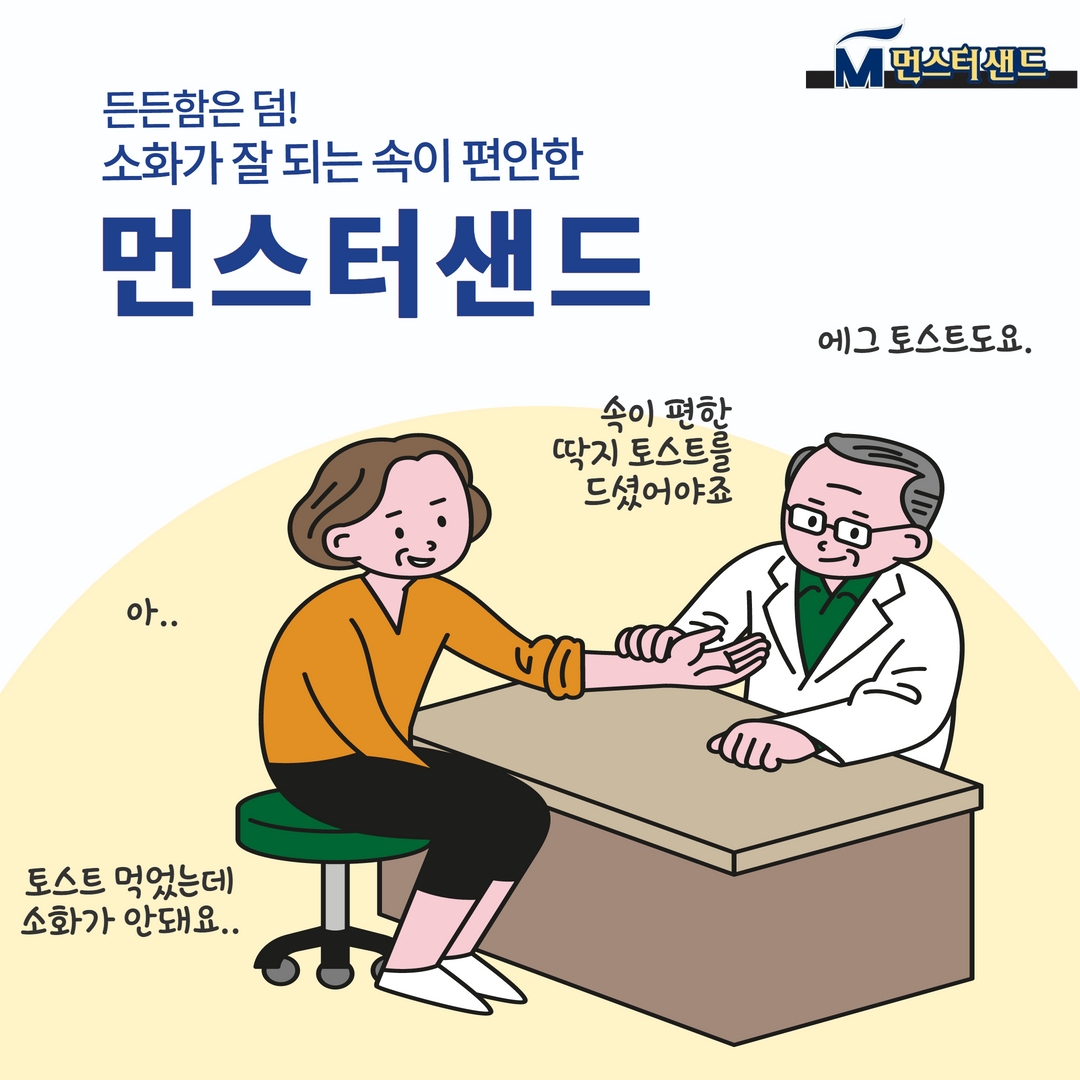 M 먼스터샌드
든든함은 덤!
소화가 잘 되는 속이 편안한
먼스터샌드
에그 토스트도요.
속이 편한
딱지 토스트를
드셨어야죠
아..
토스트 먹었는데
소화가 안돼요..